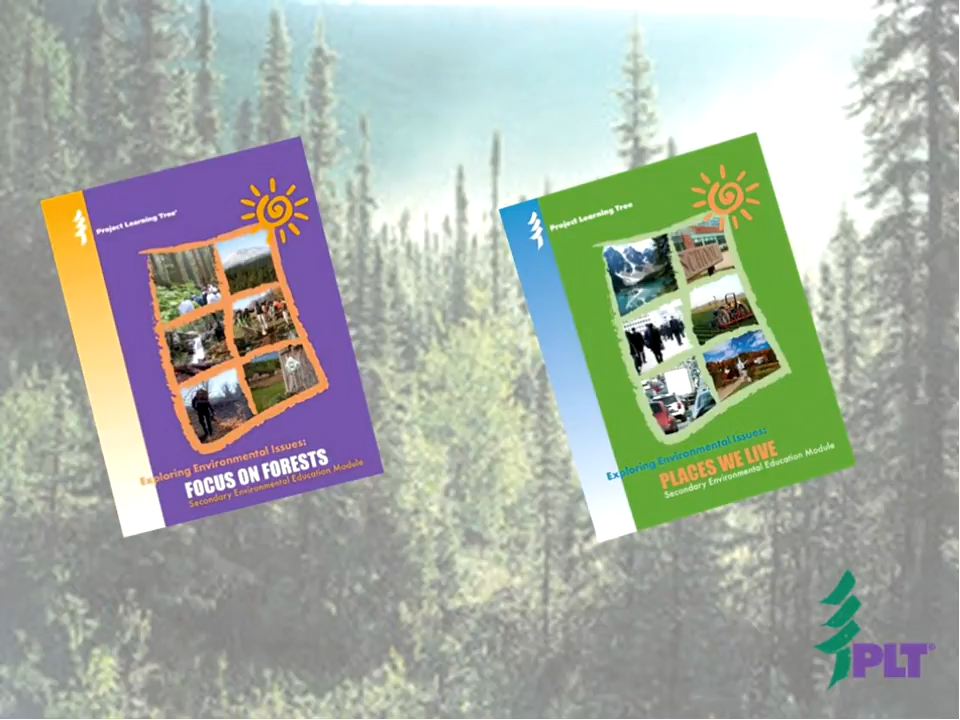 Project Learning Tree®
Exploring Environmental Issues:
FOCUS ON FORESTS
Secondary Environmental Education Module
Project Learning Tree
SCHOOL
Exploring Environmental Issues:
PLACES WE LIVE
Secondary Environmental Education Module
PLT®